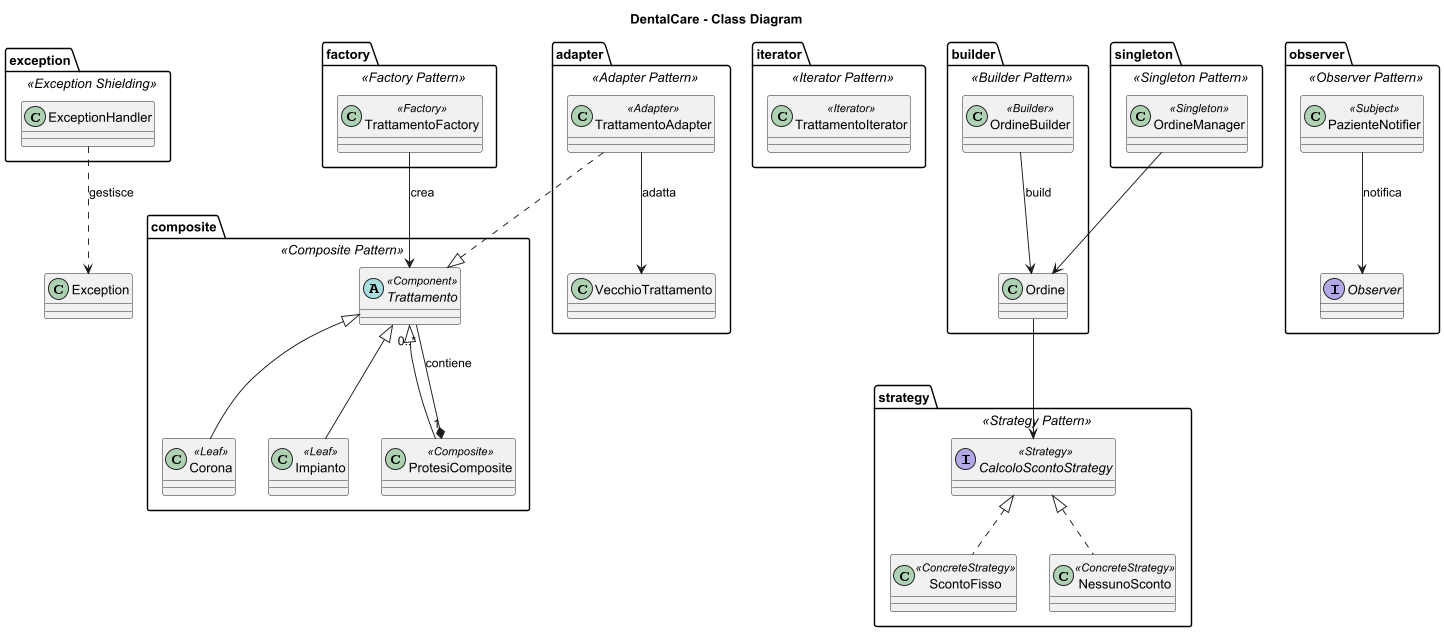 DentalCare - Class Diagram
exception
«Exception Shielding»
C ExceptionHandler
gestisce
C Exception
factory
«Factory Pattern»
«Factory»
C TrattamentoFactory
crea
adapter
«Adapter Pattern»
«Adapter»
C TrattamentoAdapter
adatta
C VecchioTrattamento
iterator
«Iterator Pattern»
«Iterator»
C TrattamentoIterator
builder
«Builder Pattern»
«Builder»
C OrdineBuilder
build
C Ordine
singleton
«Singleton Pattern»
«Singleton»
C OrdineManager
observer
«Observer Pattern»
«Subject»
C PazienteNotifier
notifica
I Observer
composite
«Composite Pattern»
«Component»
A Trattamento
0..*
contiene
1
«Leaf»
C Corona
«Leaf»
C Impianto
«Composite»
C ProtesiComposite
strategy
«Strategy Pattern»
«Strategy»
I CalcoloScontoStrategy
«ConcreteStrategy»
C ScontoFisso
«ConcreteStrategy»
C NessunoSconto